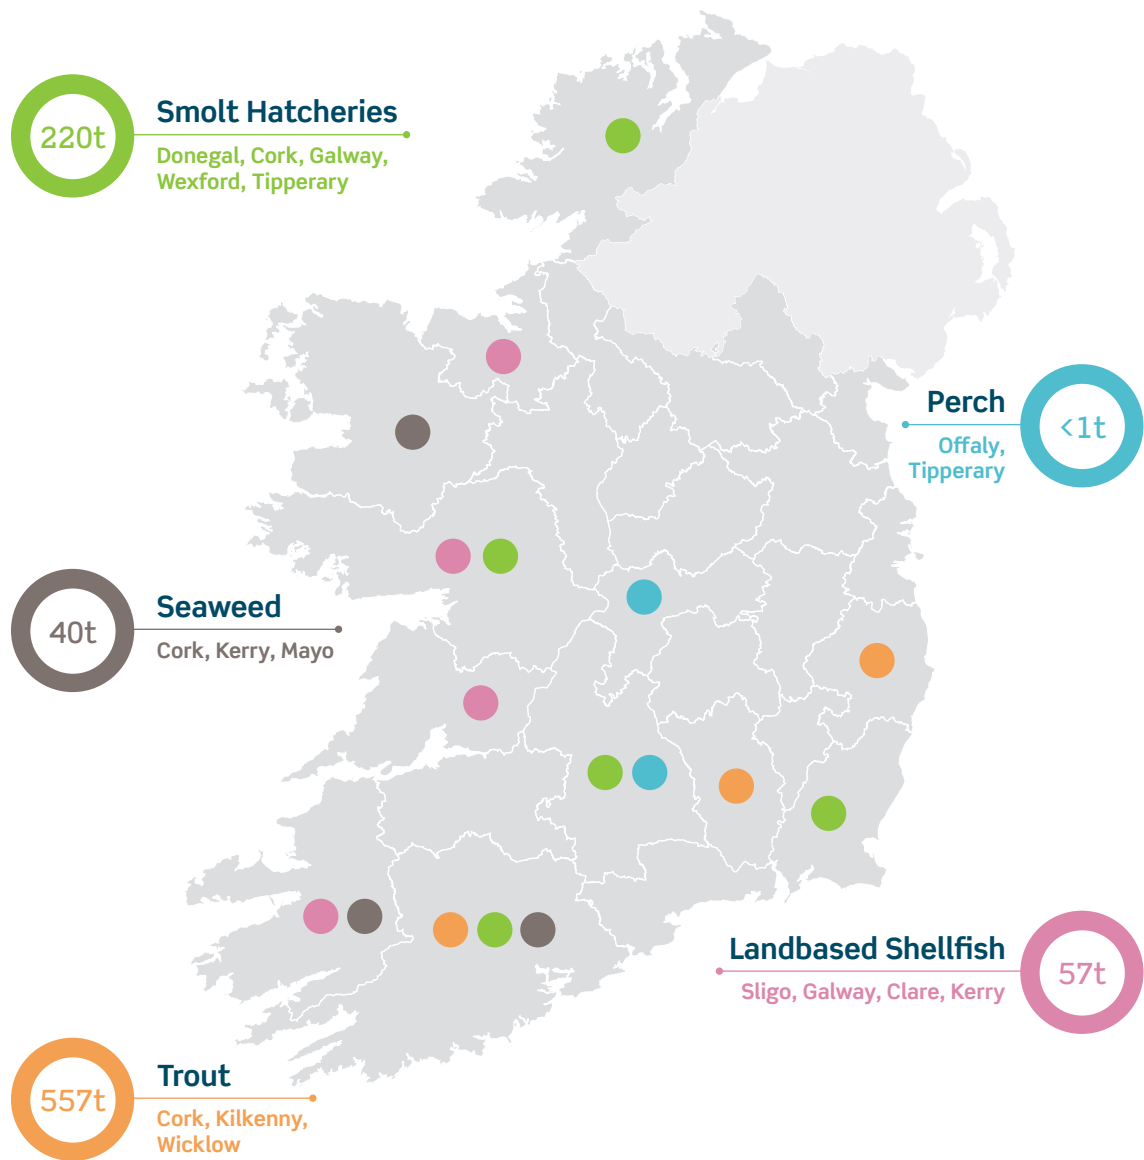 220t
Smolt Hatcheries
Donegal, Cork, Galway,
Wexford, Tipperary
Perch
Offaly,
Tipperary
<1t
40t
Seaweed
Cork, Kerry, Mayo
Landbased Shellfish
Sligo, Galway, Clare, Kerry
57t
557t
Trout
Cork, Kilkenny,
Wicklow